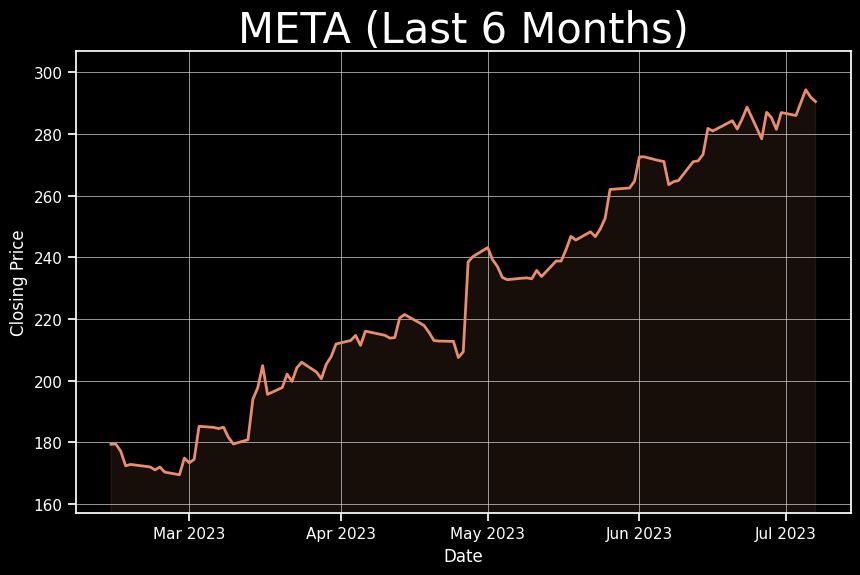 META (Last 6 Months)
300
280
260
240
220
200
180
160
Closing Price
Mar 2023
Apr 2023
May 2023
Jun 2023
Jul 2023
Date